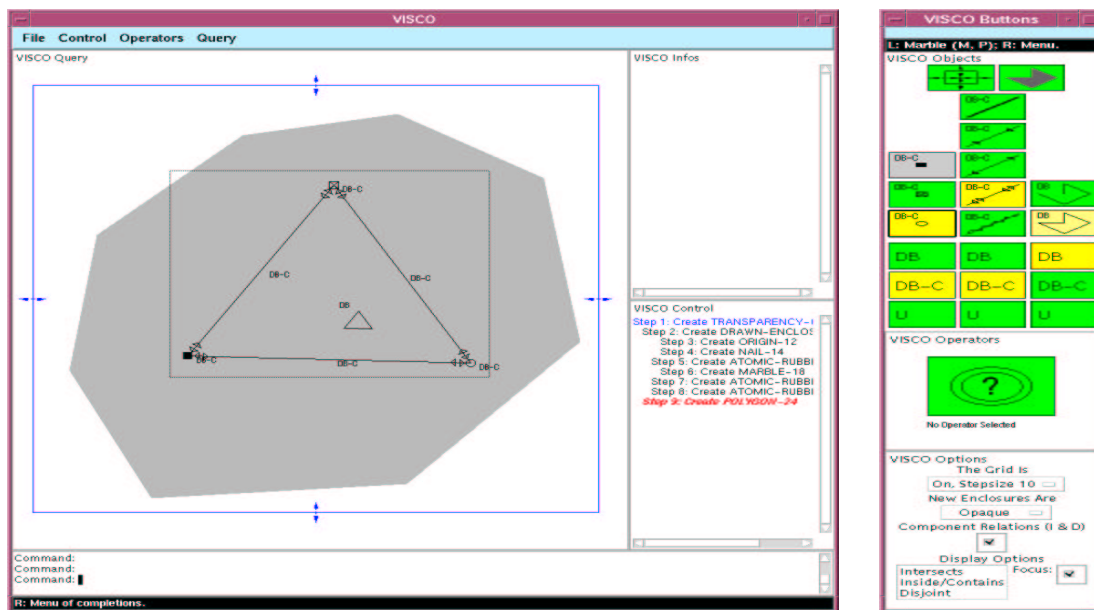 VISCO
File Control Operators Query
VISCO Query
DB-C
DB-C
DB-C
DB
DB-C
DB-C
DB-C
VISCO Infos
VISCO Control
Step 1: Create TRANSPARENCY-
Step 2: Create DRAWN-ENCLOS
Step 3: Create ORIGIN-12
Step 4: Create NAIL-14
Step 5: Create ATOMIC-RUBBI
Step 6: Create MARBLE-18
Step 7: Create ATOMIC-RUBBI
Step 8: Create ATOMIC-RUBBI
Step 9: Create POLYGON-24
Command:
Command:
Command:
R: Menu of completions.
VISCO Buttons
L: Marble (M, P); R: Menu.
VISCO Objects
DB-C
DB-C
DB-C DB-C
DB-C DB-C DB
DB-C DB-C DB
DB DB DB
DB-C DB-C DB-C
U U U
VISCO Operators
?
No Operator Selected
VISCO Options
The Grid Is
On, Stepsize 10
New Enclosures Are
Opaque
Component Relations (I & D)
Display Options
Intersects Focus:
Inside/Contains
Disjoint